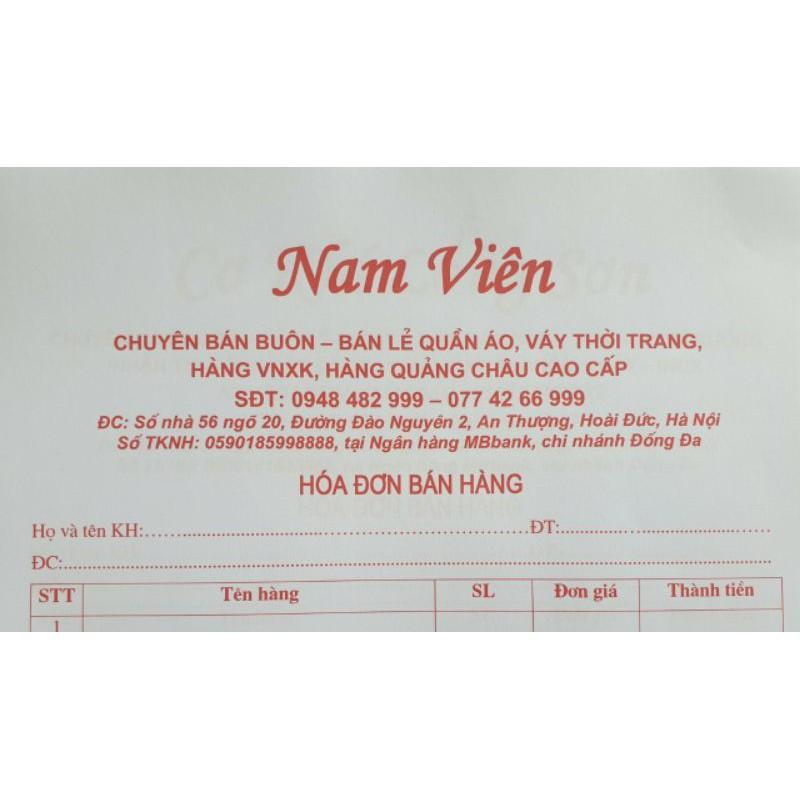 Nam Viên
CHUYÊN BÁN BUÔN – BÁN LẺ QUẦN ÁO, VÁY THỜI TRANG,
HÀNG VNXK, HÀNG QUẢNG CHÂU CAO CẤP
SĐT: 0948 482 999 – 077 42 66 999
ĐC: Số nhà 56 ngõ 20, Đường Đào Nguyên 2, An Thượng, Hoài Đức, Hà Nội
Số TKNH: 0590185998888, tại Ngân hàng MBbank, chi nhánh Đống Đa
HÓA ĐƠN BÁN HÀNG
Họ và tên KH:.................................................ĐT:..............................
ĐC:..........................................................................................
STT Tên hàng SL Đơn giá Thành tiền
1